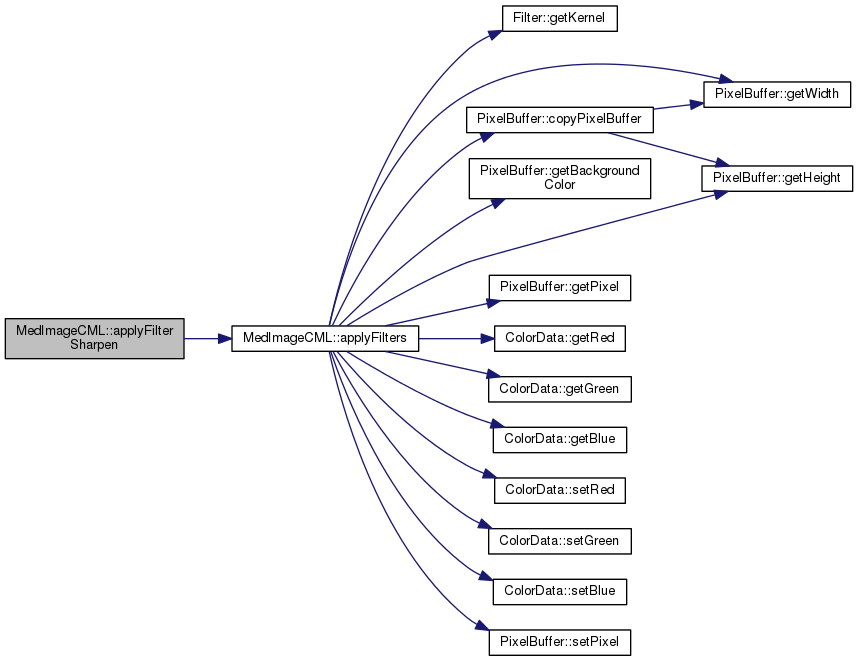 Filter::getKernel
PixelBuffer::getWidth
PixelBuffer::copyPixelBuffer
PixelBuffer::getBackground
Color
PixelBuffer::getHeight
PixelBuffer::getPixel
MedImageCML::applyFilter
Sharpen
MedImageCML::applyFilters
ColorData::getRed
ColorData::getGreen
ColorData::getBlue
ColorData::setRed
ColorData::setGreen
ColorData::setBlue
PixelBuffer::setPixel